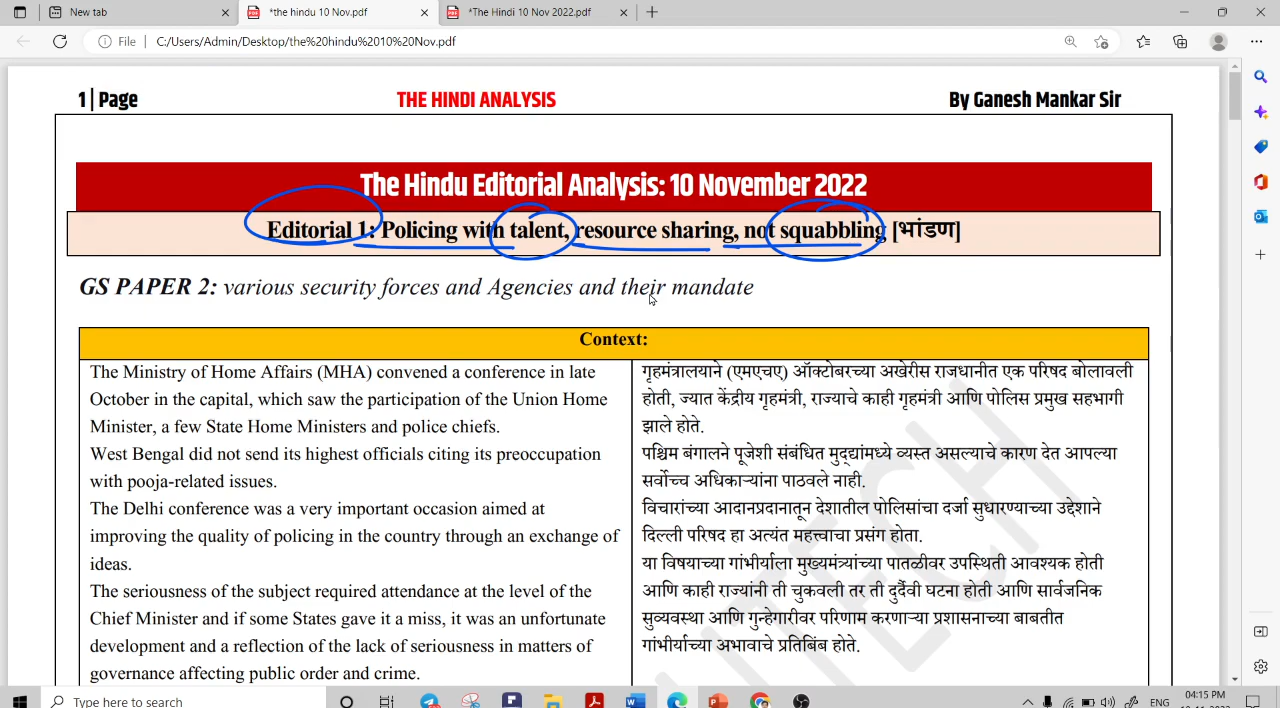 New tab
*the hindu 10 Nov.pdf
*The Hindi 10 Nov 2022.pdf
File
C:/Users/Admin/Desktop/the%20hindu%2010%20Nov.pdf
1 | Page
THE HINDI ANALYSIS
By Ganesh Mankar Sir
The Hindu Editorial Analysis: 10 November 2022
Editorial 1: Policing with talent, resource sharing, not squabbling [भांडण]
GS PAPER 2: various security forces and Agencies and their mandate
Context:
The Ministry of Home Affairs (MHA) convened a conference in late
October in the capital, which saw the participation of the Union Home
Minister, a few State Home Ministers and police chiefs.
West Bengal did not send its highest officials citing its preoccupation
with pooja-related issues.
The Delhi conference was a very important occasion aimed at
improving the quality of policing in the country through an exchange of
ideas.
The seriousness of the subject required attendance at the level of the
Chief Minister and if some States gave it a miss, it was an unfortunate
development and a reflection of the lack of seriousness in matters of
governance affecting public order and crime.
गृहमंत्रालयाने (एमएचए) ऑक्टोबरच्या अखेरीस राजधानीत एक परिषद बोलावली
होती, ज्यात केंद्रीय गृहमंत्री, राज्याचे काही गृहमंत्री आणि पोलिस प्रमुख सहभागी
झाले होते.
पश्चिम बंगालने पूजेशी संबंधित मुद्द्यांमध्ये व्यस्त असल्याचे कारण देत आपल्या
सर्वोच्च अधिकाऱ्यांना पाठवले नाही.
विचारांच्या आदानप्रदानातून देशातील पोलिसांचा दर्जा सुधारण्याच्या उद्देशाने
दिल्ली परिषद हा अत्यंत महत्त्वाचा प्रसंग होता.
या विषयाच्या गांभीर्याला मुख्यमंत्र्यांच्या पातळीवर उपस्थिती आवश्यक होती
आणि काही राज्यांनी ती चुकवली तर ती दुर्दैवी घटना होती आणि सार्वजनिक
सुव्यवस्था आणि गुन्हेगारीवर परिणाम करणाऱ्या प्रशासनाच्या बाबतीत
गांभीर्याच्या अभावाचे प्रतिबिंब होते.
Type here to search
ENG
04:15 PM